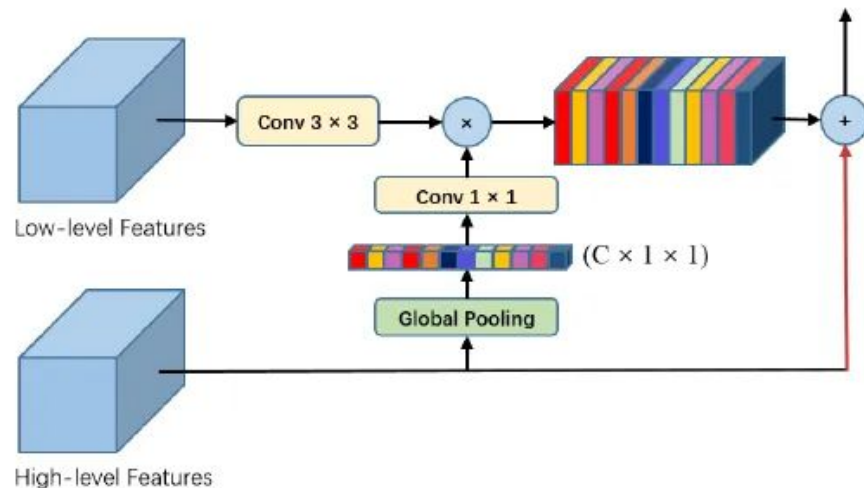 Conv 3 × 3
×
+
Conv 1 × 1
Low-level Features
(C × 1 × 1)
Global Pooling
High-level Features